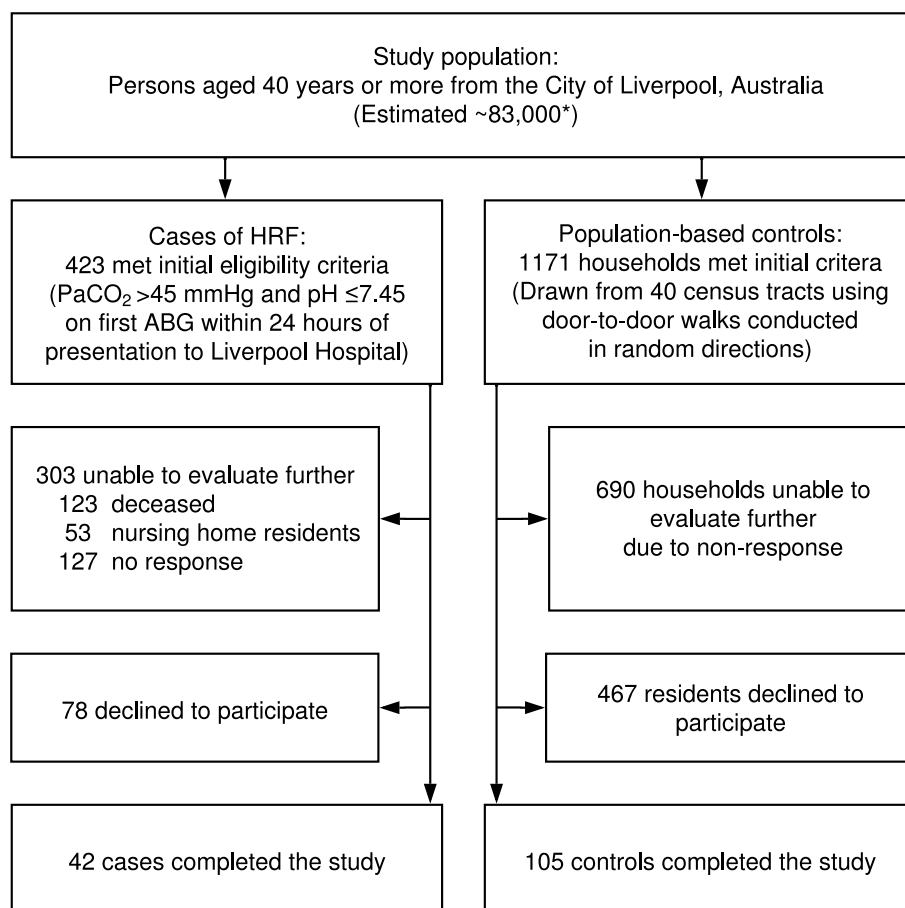 Study population:
Persons aged 40 years or more from the City of Liverpool, Australia
(Estimated ~83,000*)
Cases of HRF:
423 met initial eligibility criteria
(PaCO₂ >45 mmHg and pH ≤7.45
on first ABG within 24 hours of
presentation to Liverpool Hospital)
Population-based controls:
1171 households met initial critera
(Drawn from 40 census tracts using
door-to-door walks conducted
in random directions)
303 unable to evaluate further
123 deceased
53 nursing home residents
127 no response
690 households unable to
evaluate further
due to non-response
78 declined to participate
467 residents declined to
participate
42 cases completed the study
105 controls completed the study